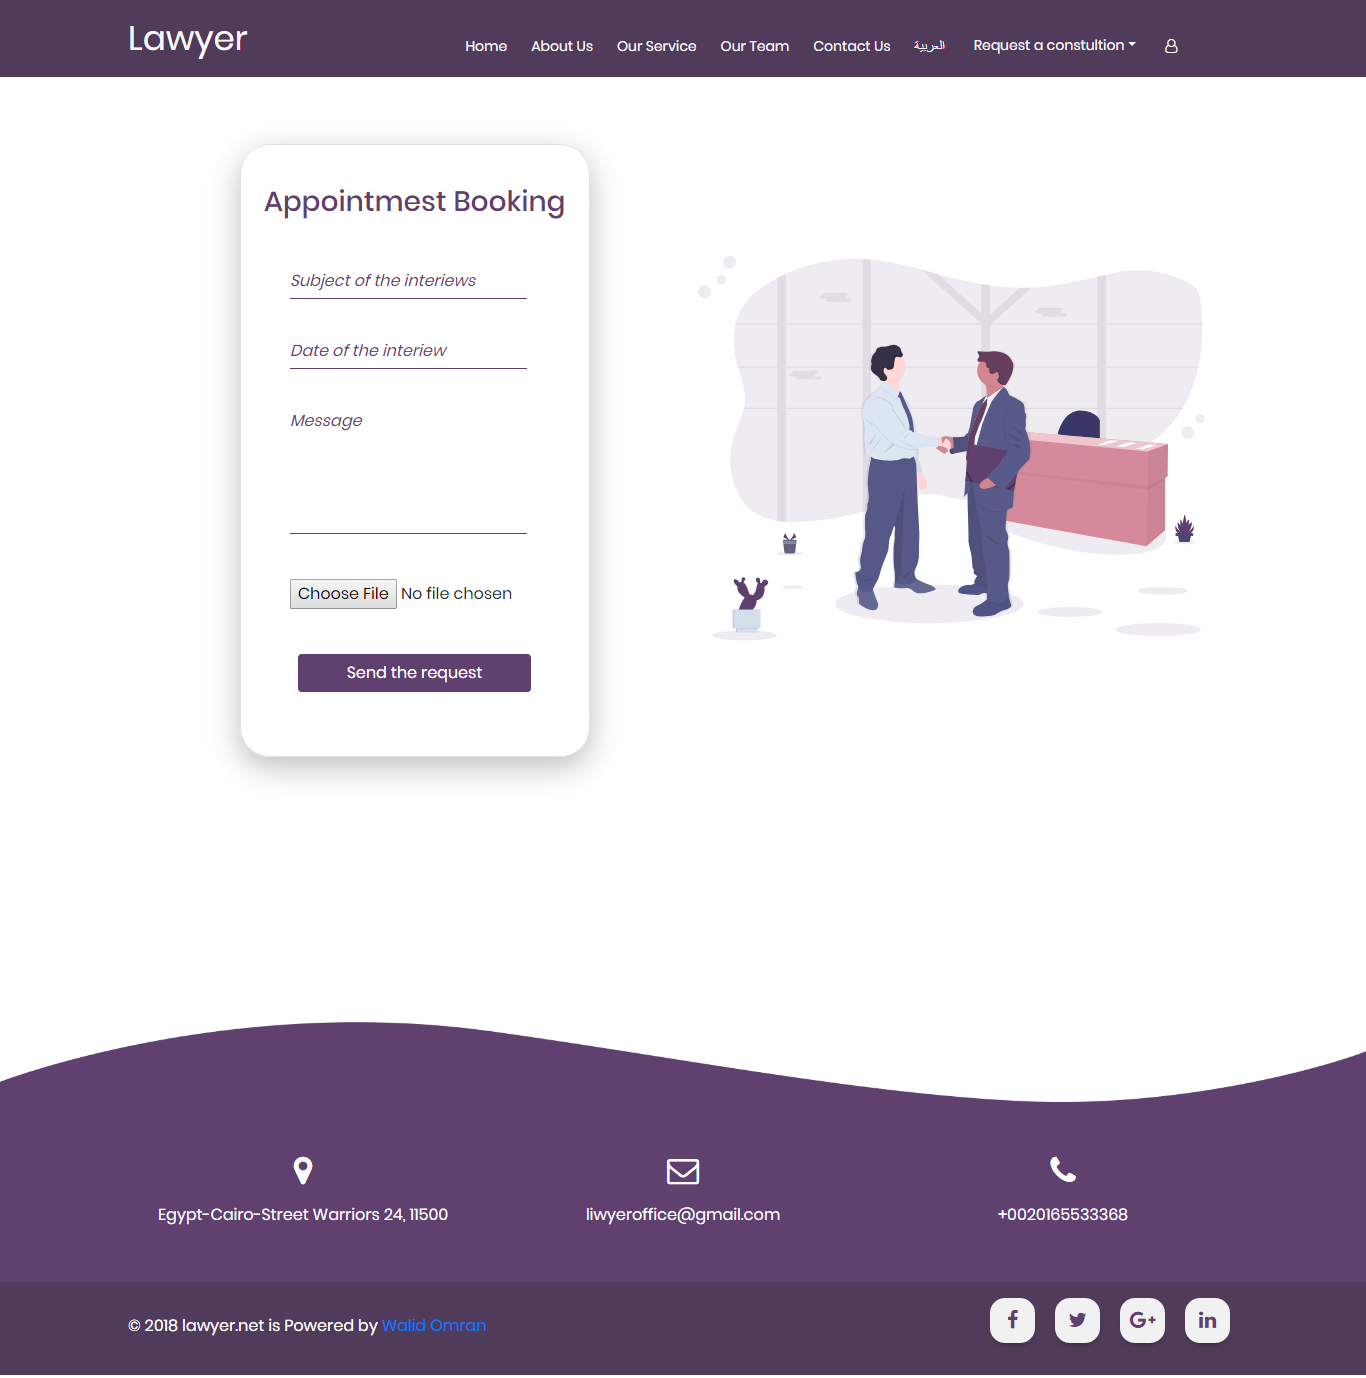 Lawyer
Home About Us Our Service Our Team Contact Us العربية Request a constultion
Appointmest Booking
Subject of the interiews
Date of the interiew
Message
Choose File No file chosen
Send the request
Egypt-Cairo-Street Warriors 24, 11500
liwyeroffice@gmail.com
+0020165533368
© 2018 lawyer.net is Powered by Walid Omran